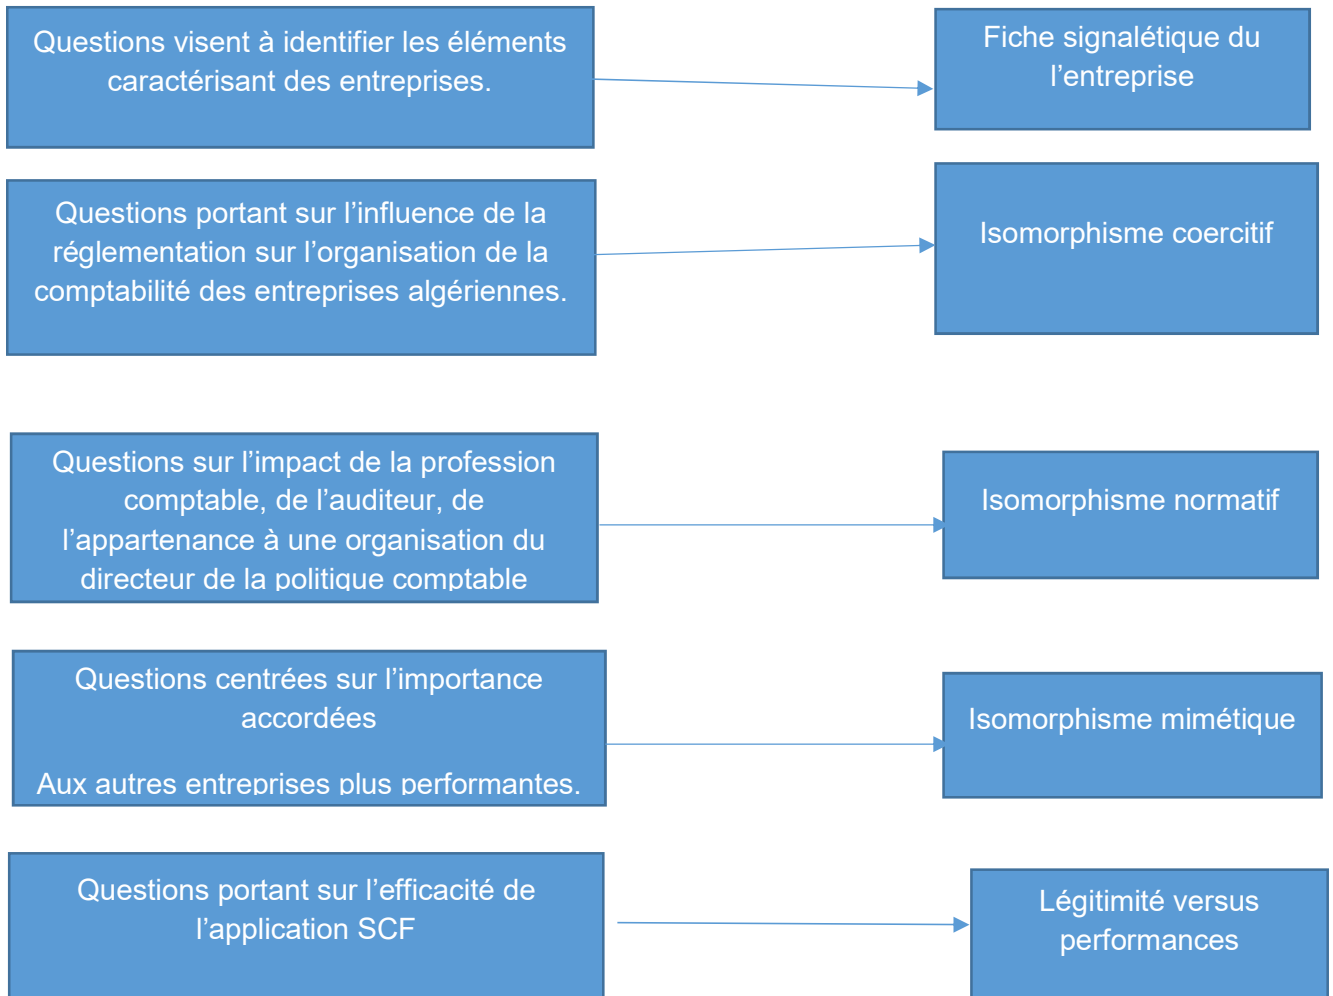 Questions visent à identifier les éléments
caractérisant des entreprises.
Fiche signalétique du
l’entreprise
Questions portant sur l’influence de la
réglementation sur l’organisation de la
comptabilité des entreprises algériennes.
Isomorphisme coercitif
Questions sur l’impact de la profession
comptable, de l’auditeur, de
l’appartenance à une organisation du
directeur de la politique comptable
Isomorphisme normatif
Questions centrées sur l’importance
accordées
Aux autres entreprises plus performantes.
Isomorphisme mimétique
Questions portant sur l’efficacité de
l’application SCF
Légitimité versus
performances